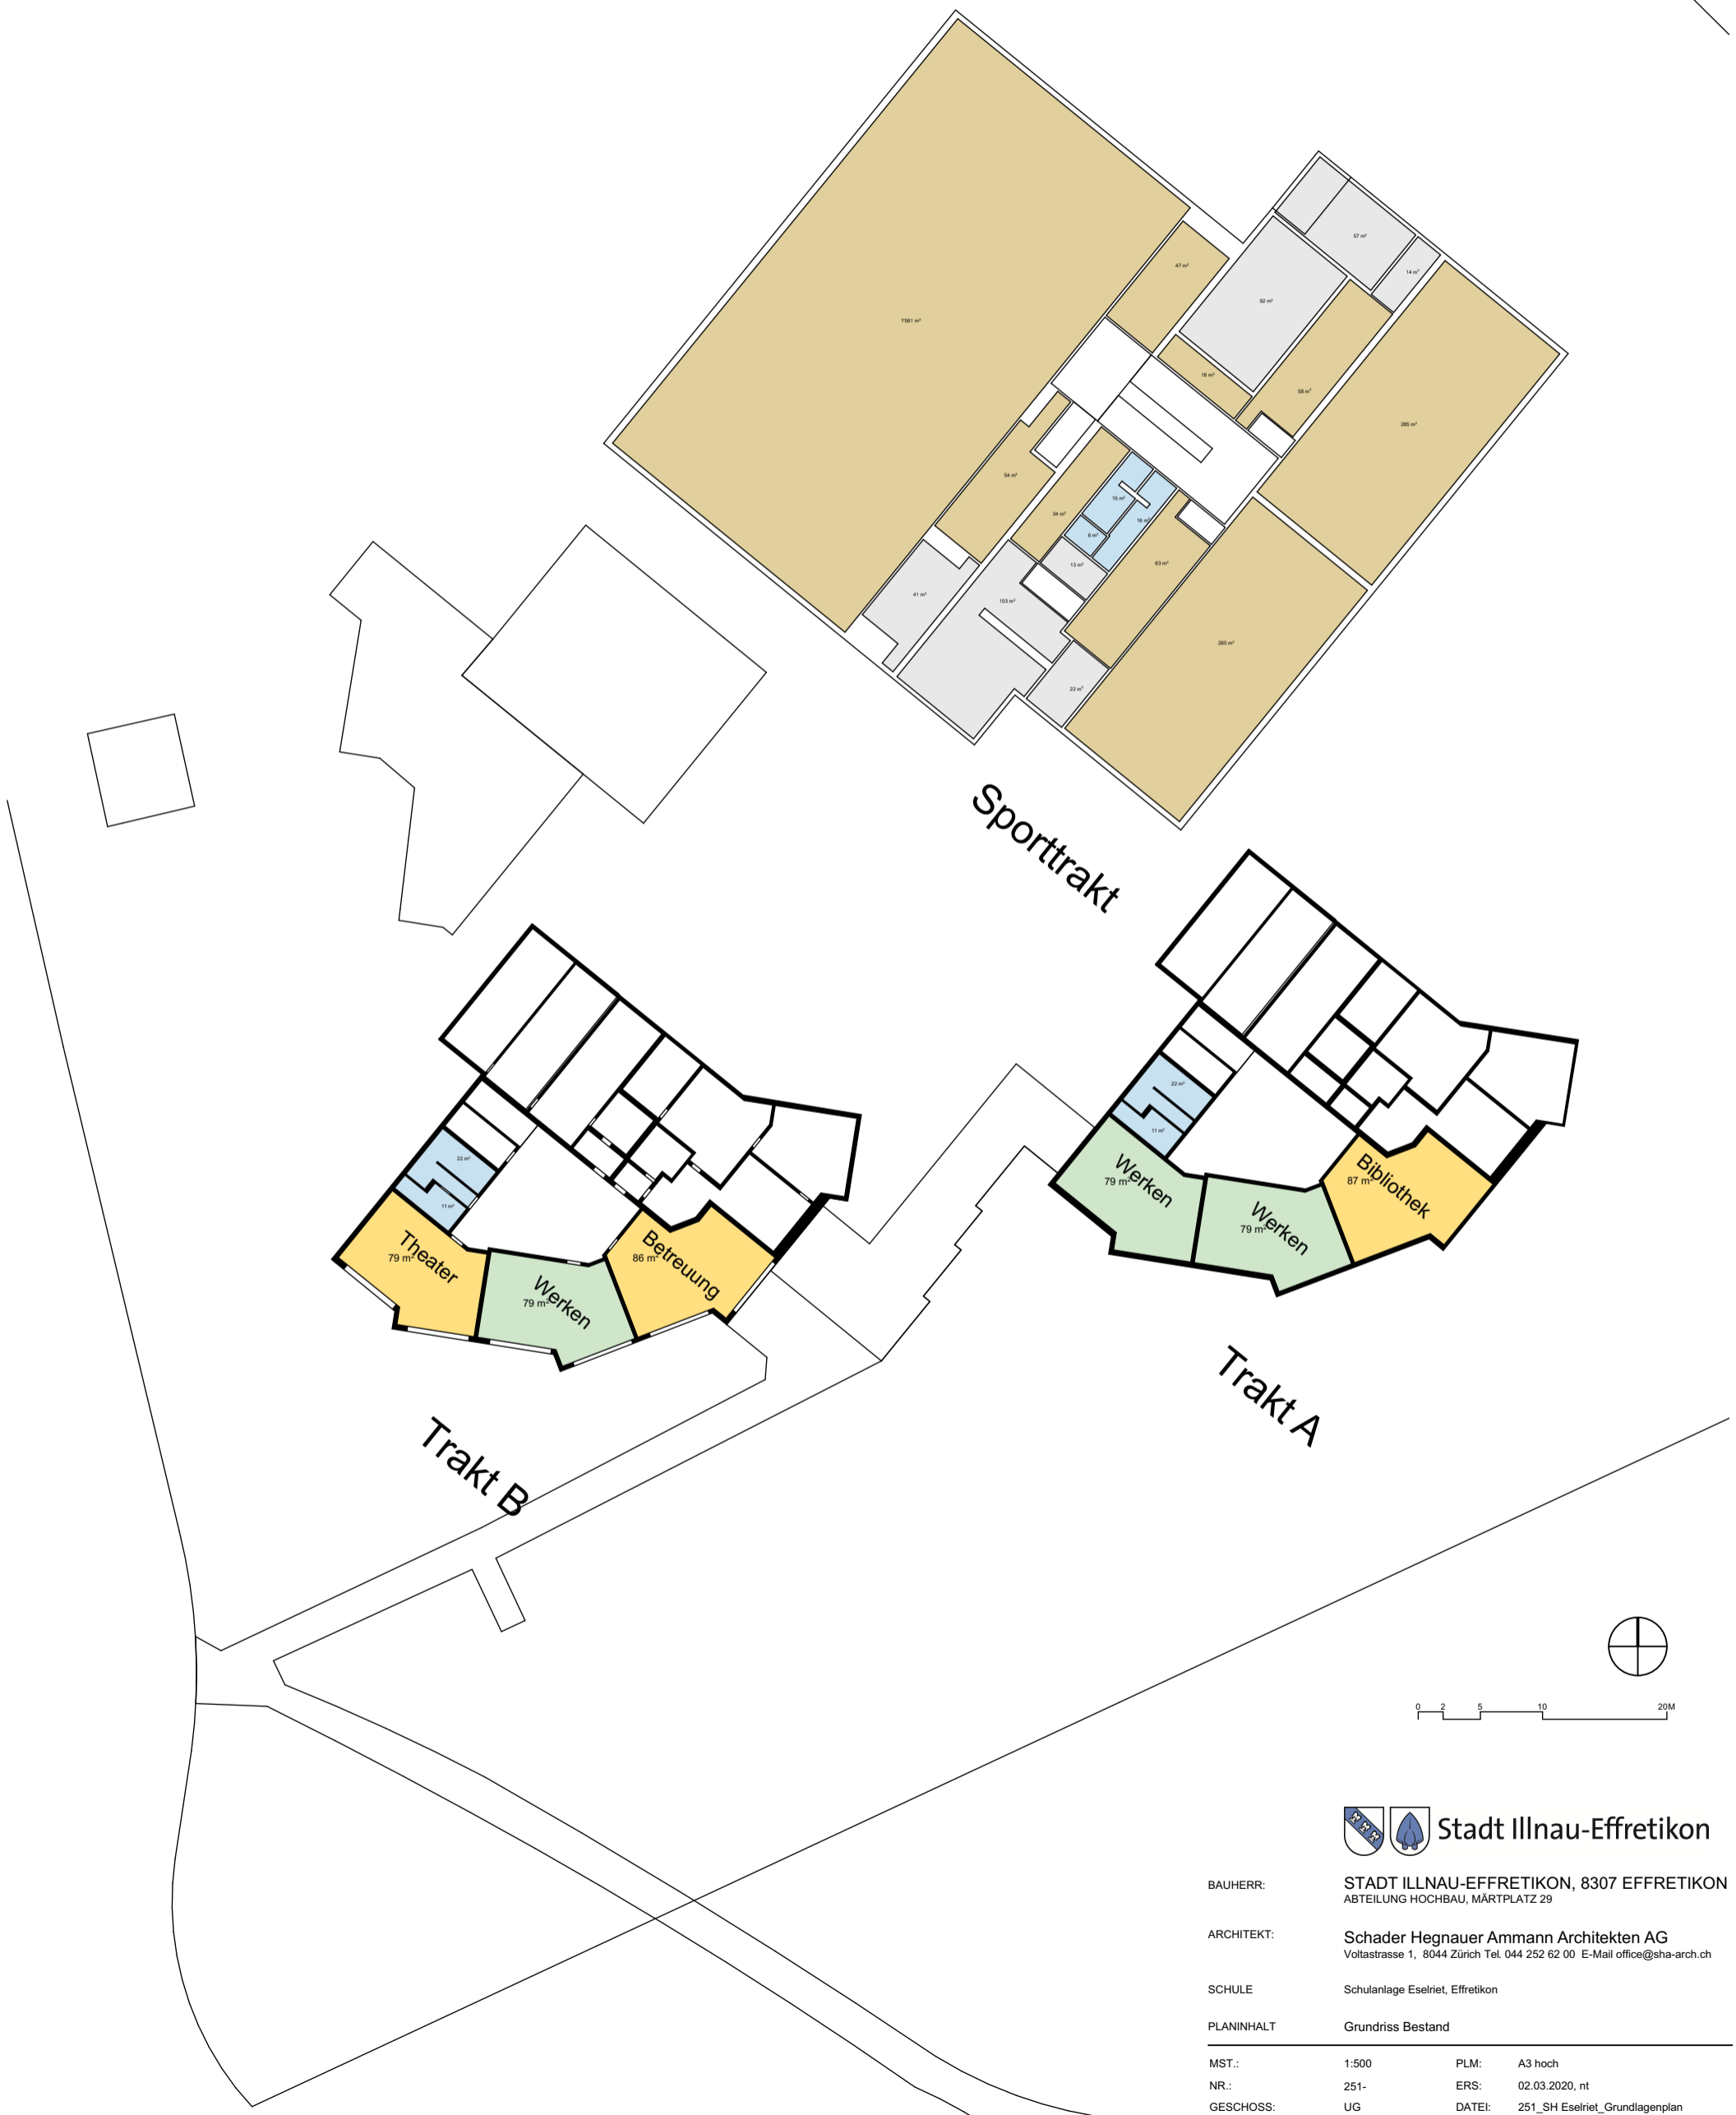 57 m²
14 m²
47 m²
92 m²
1'061 m²
18 m²
58 m²
285 m²
54 m²
15 m²
34 m²
16 m²
6 m²
13 m²
63 m²
41 m²
103 m²
285 m²
22 m²
Sporttrakt
22 m²
11 m²
Werken
79 m²
Werken
79 m²
Bibliothek
87 m²
Trakt A
22 m²
11 m²
Theater
79 m²
Werken
79 m²
Betreuung
86 m²
Trakt B
0 2 5 10 20M
Stadt Illnau-Effretikon
BAUHERR: STADT ILLNAU-EFFRETIKON, 8307 EFFRETIKON
ABTEILUNG HOCHBAU, MÄRTPLATZ 29
ARCHITEKT: Schader Hegnauer Ammann Architekten AG
Voltastrasse 1, 8044 Zürich Tel. 044 252 62 00 E-Mail office@sha-arch.ch
SCHULE Schulanlage Eselriet, Effretikon
PLANINHALT Grundriss Bestand
MST.: 1:500 PLM: A3 hoch
NR.: 251- ERS: 02.03.2020, nt
GESCHOSS: UG DATEI: 251_SH Eselriet_Grundlagenplan